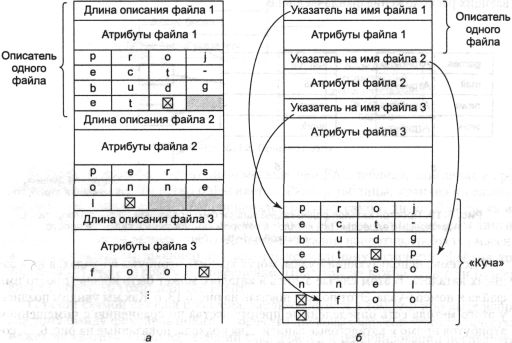 Описатель
одного
файла
Длина описания файла 1
Атрибуты файла 1
p r o j
e c t -
b u d g
e t ☒
Длина описания файла 2
Атрибуты файла 2
p e r s
o n n e
l ☒
Длина описания файла 3
Атрибуты файла 3
f o o ☒
⋮
а
Указатель на имя файла 1
Атрибуты файла 1
Указатель на имя файла 2
Атрибуты файла 2
Указатель на имя файла 3
Атрибуты файла 3
Описатель
одного
файла
p r o j
e c t -
b u d g
e t ☒ p
e r s o
n n e l
☒ f o o
☒
«Куча»
б